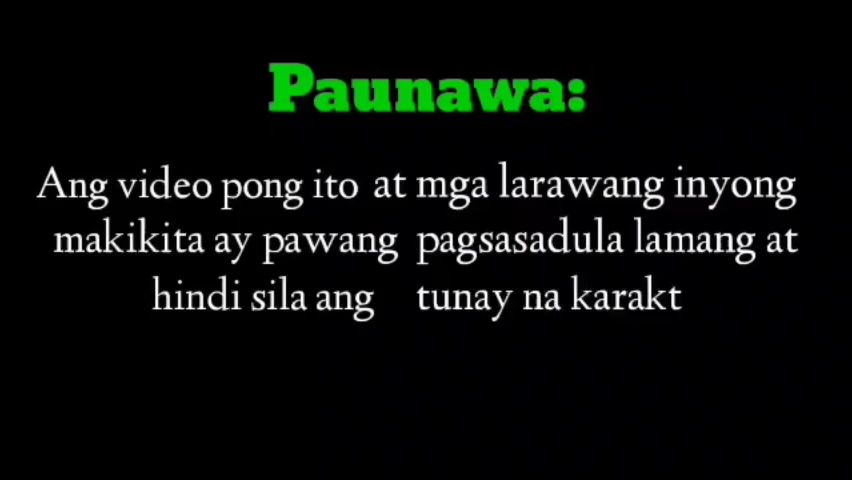 Paunawa:
Ang video pong ito at mga larawang inyong
makikita ay pawang pagsasadula lamang at
hindi sila ang tunay na karakt